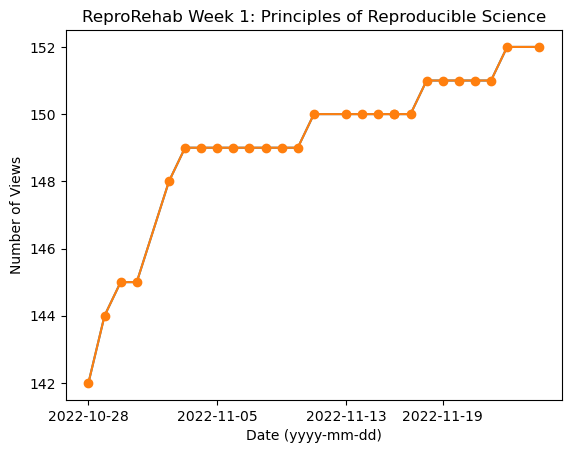 ReproRehab Week 1: Principles of Reproducible Science
Number of Views
152
150
148
146
144
142
2022-10-28 2022-11-05 2022-11-13 2022-11-19
Date (yyyy-mm-dd)